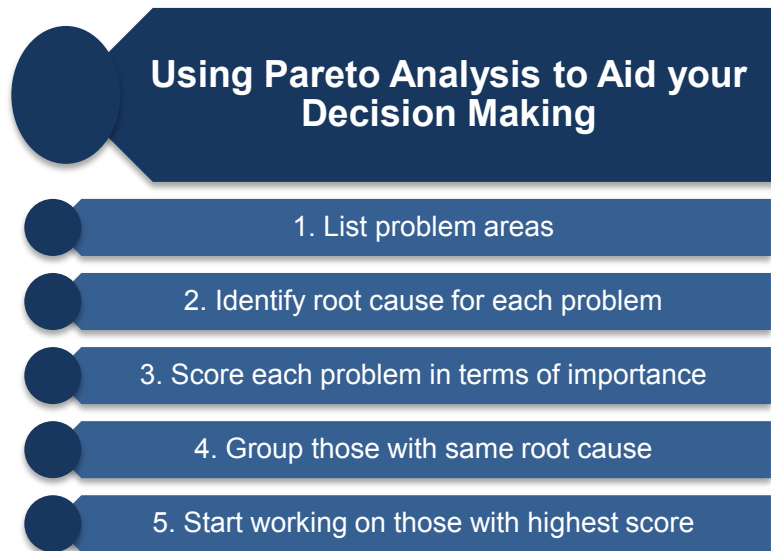 Using Pareto Analysis to Aid your
Decision Making
1. List problem areas
2. Identify root cause for each problem
3. Score each problem in terms of importance
4. Group those with same root cause
5. Start working on those with highest score